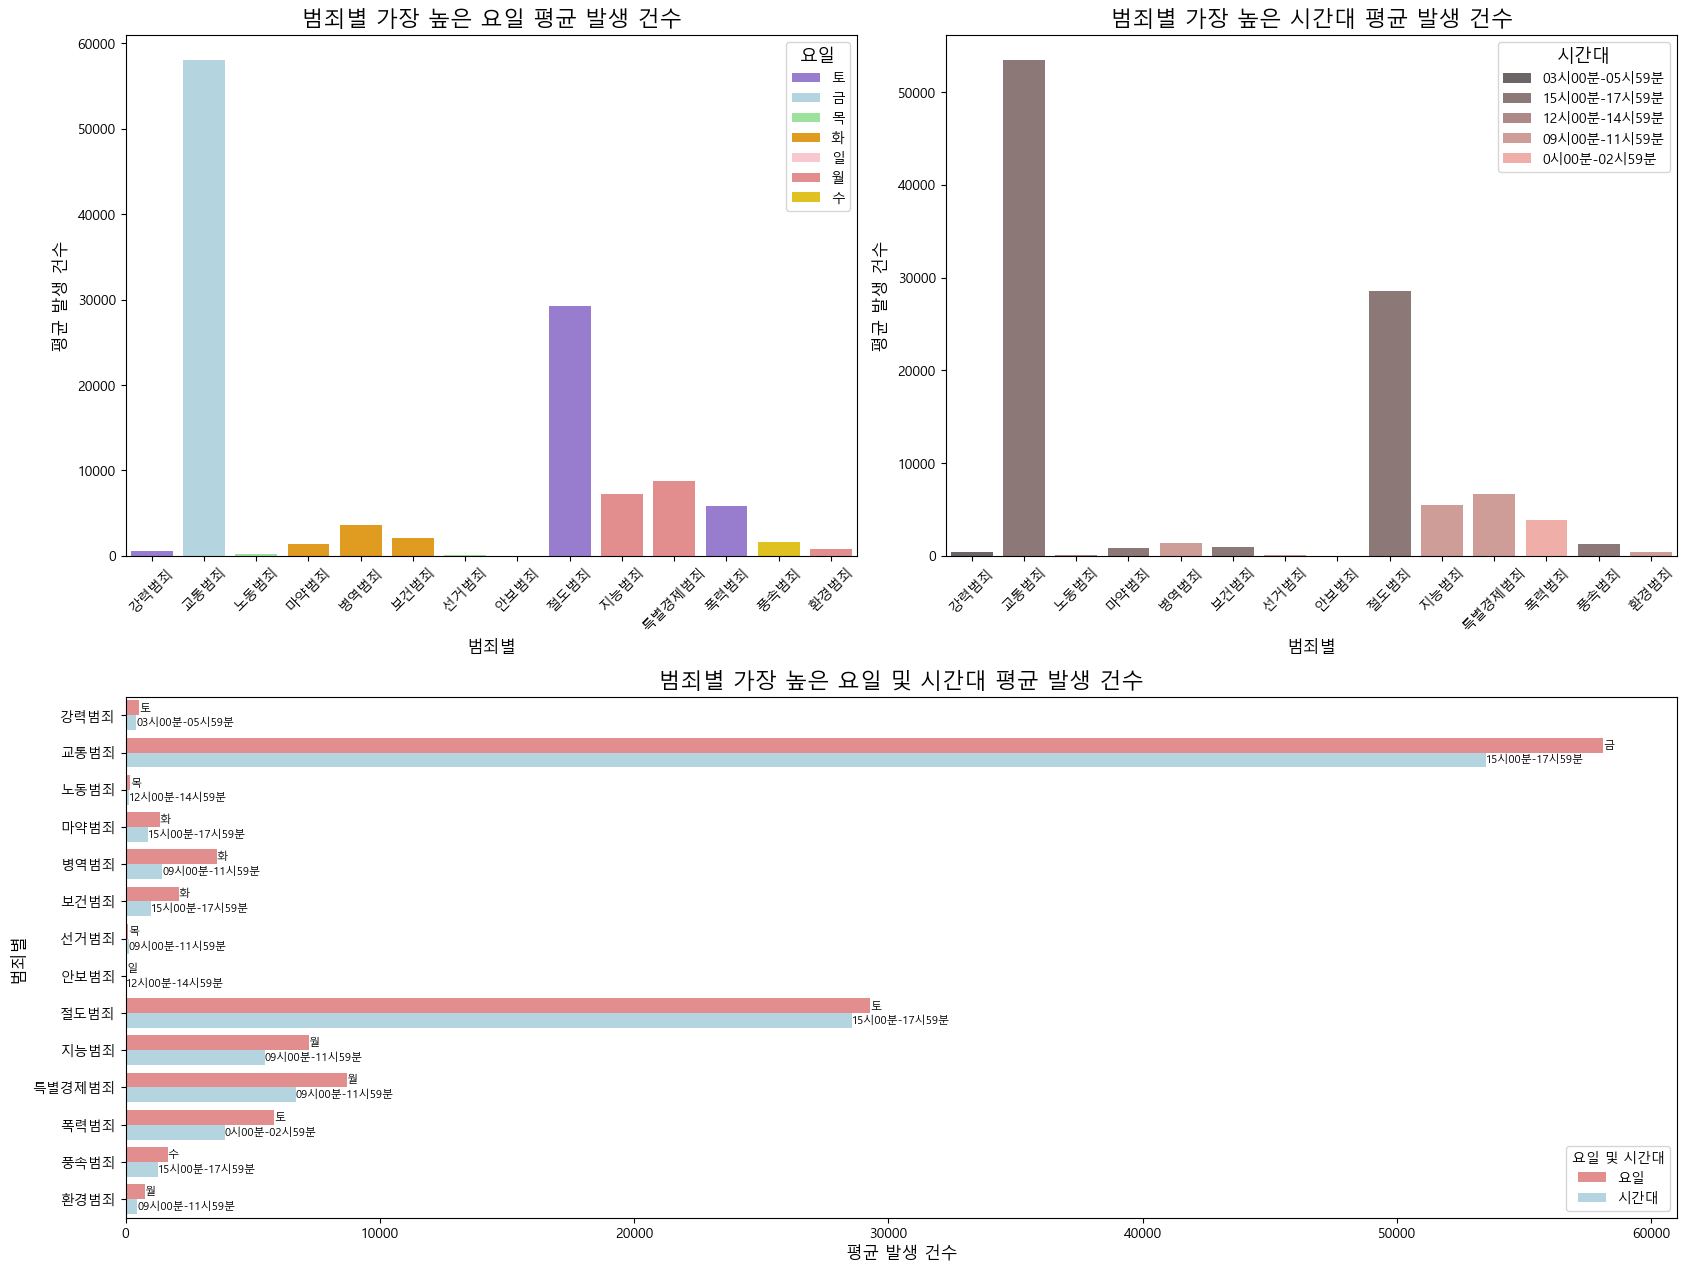 범죄별 가장 높은 요일 평균 발생 건수
평균 발생 건수
60000
50000
40000
30000
20000
10000
0
요일
토
금
목
화
일
월
수
강력범죄
교통범죄
노동범죄
마약범죄
병역범죄
보건범죄
선거범죄
안보범죄
절도범죄
지능범죄
특별경제범죄
폭력범죄
풍속범죄
환경범죄
범죄별
범죄별 가장 높은 시간대 평균 발생 건수
평균 발생 건수
50000
40000
30000
20000
10000
0
시간대
03시00분-05시59분
15시00분-17시59분
12시00분-14시59분
09시00분-11시59분
0시00분-02시59분
강력범죄
교통범죄
노동범죄
마약범죄
병역범죄
보건범죄
선거범죄
안보범죄
절도범죄
지능범죄
특별경제범죄
폭력범죄
풍속범죄
환경범죄
범죄별
범죄별 가장 높은 요일 및 시간대 평균 발생 건수
범죄별
강력범죄
토
03시00분-05시59분
교통범죄
금
15시00분-17시59분
노동범죄
목
12시00분-14시59분
마약범죄
화
15시00분-17시59분
병역범죄
화
09시00분-11시59분
보건범죄
화
15시00분-17시59분
선거범죄
목
09시00분-11시59분
안보범죄
일
12시00분-14시59분
절도범죄
토
15시00분-17시59분
지능범죄
월
09시00분-11시59분
특별경제범죄
월
09시00분-11시59분
폭력범죄
토
0시00분-02시59분
풍속범죄
수
15시00분-17시59분
환경범죄
월
09시00분-11시59분
요일 및 시간대
요일
시간대
0
10000
20000
30000
40000
50000
60000
평균 발생 건수